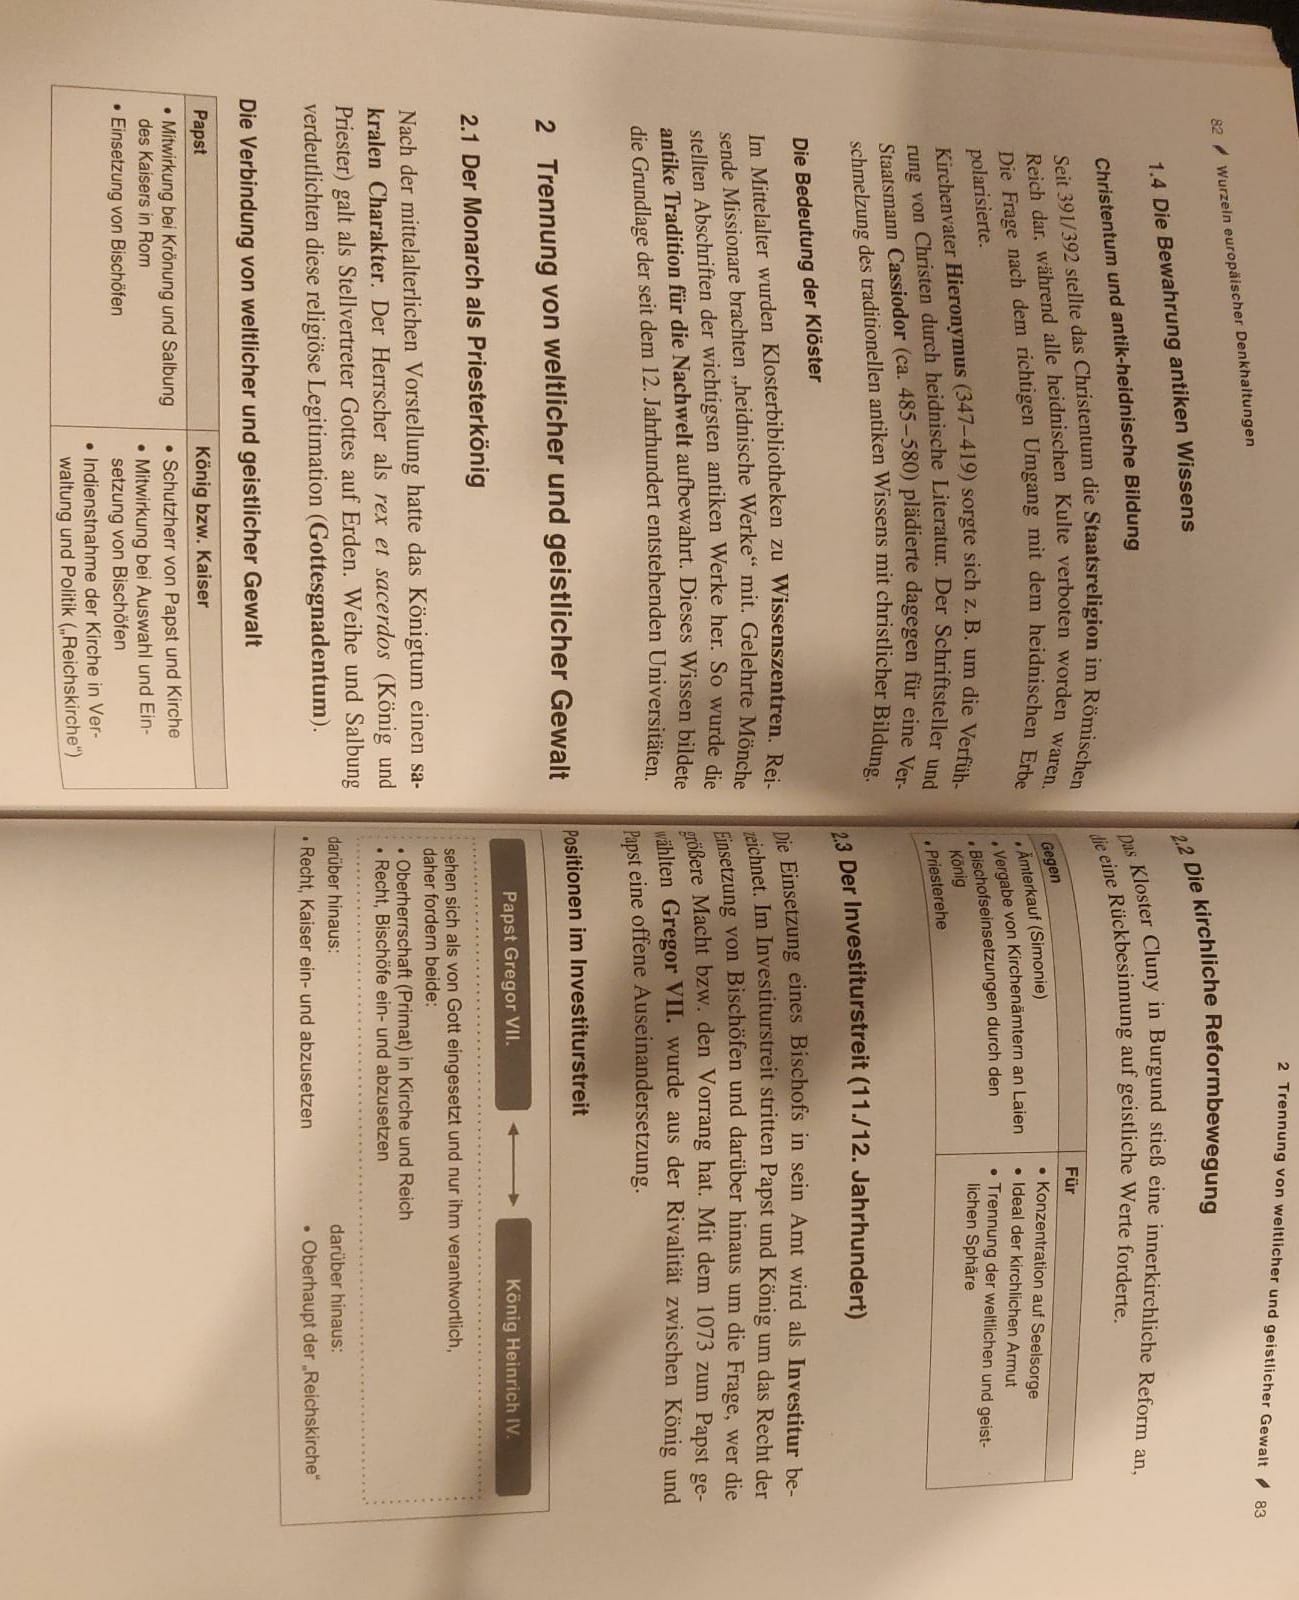 82 Wurzeln europäischer Denkhaltungen
1.4 Die Bewahrung antiken Wissens
Christentum und antik-heidnische Bildung
Seit 391/392 stellte das Christentum die Staatsreligion im Römischen
Reich dar, während alle heidnischen Kulte verboten worden waren.
Die Frage nach dem richtigen Umgang mit dem heidnischen Erbe
polarisierte.
Kirchenvater Hieronymus (347–419) sorgte sich z. B. um die Verfüh-
rung von Christen durch heidnische Literatur. Der Schriftsteller und
Staatsmann Cassiodor (ca. 485–580) plädierte dagegen für eine Ver-
schmelzung des traditionellen antiken Wissens mit christlicher Bildung.
Die Bedeutung der Klöster
Im Mittelalter wurden Klosterbibliotheken zu Wissenszentren. Rei-
sende Missionare brachten „heidnische Werke“ mit. Gelehrte Mönche
stellten Abschriften der wichtigsten antiken Werke her. So wurde die
antike Tradition für die Nachwelt aufbewahrt. Dieses Wissen bildete
die Grundlage der seit dem 12. Jahrhundert entstehenden Universitäten.
2 Trennung von weltlicher und geistlicher Gewalt
2.1 Der Monarch als Priesterkönig
Nach der mittelalterlichen Vorstellung hatte das Königtum einen sa-
kralen Charakter. Der Herrscher als rex et sacerdos (König und
Priester) galt als Stellvertreter Gottes auf Erden. Weihe und Salbung
verdeutlichten diese religiöse Legitimation (Gottesgnadentum).
Die Verbindung von weltlicher und geistlicher Gewalt
Papst
• Mitwirkung bei Krönung und Salbung
des Kaisers in Rom
• Einsetzung von Bischöfen
König bzw. Kaiser
• Schutzherr von Papst und Kirche
• Mitwirkung bei Auswahl und Ein-
setzung von Bischöfen
• Indienstnahme der Kirche in Ver-
waltung und Politik („Reichskirche“)
2 Trennung von weltlicher und geistlicher Gewalt 83
2.2 Die kirchliche Reformbewegung
Das Kloster Cluny in Burgund stieß eine innerkirchliche Reform an,
die eine Rückbesinnung auf geistliche Werte forderte.
Gegen
• Ämterkauf (Simonie)
• Vergabe von Kirchenämtern an Laien
• Bischofseinsetzungen durch den
König
• Priesterehe
Für
• Konzentration auf Seelsorge
• Ideal der kirchlichen Armut
• Trennung der weltlichen und geist-
lichen Sphäre
2.3 Der Investiturstreit (11./12. Jahrhundert)
Die Einsetzung eines Bischofs in sein Amt wird als Investitur be-
zeichnet. Im Investiturstreit stritten Papst und König um das Recht der
Einsetzung von Bischöfen und darüber hinaus um die Frage, wer die
größere Macht bzw. den Vorrang hat. Mit dem 1073 zum Papst ge-
wählten Gregor VII. wurde aus der Rivalität zwischen König und
Papst eine offene Auseinandersetzung.
Positionen im Investiturstreit
Papst Gregor VII. ↔ König Heinrich IV.
sehen sich als von Gott eingesetzt und nur ihm verantwortlich,
daher fordern beide:
• Oberherrschaft (Primat) in Kirche und Reich
• Recht, Bischöfe ein- und abzusetzen
darüber hinaus:
• Recht, Kaiser ein- und abzusetzen
darüber hinaus:
• Oberhaupt der „Reichskirche“